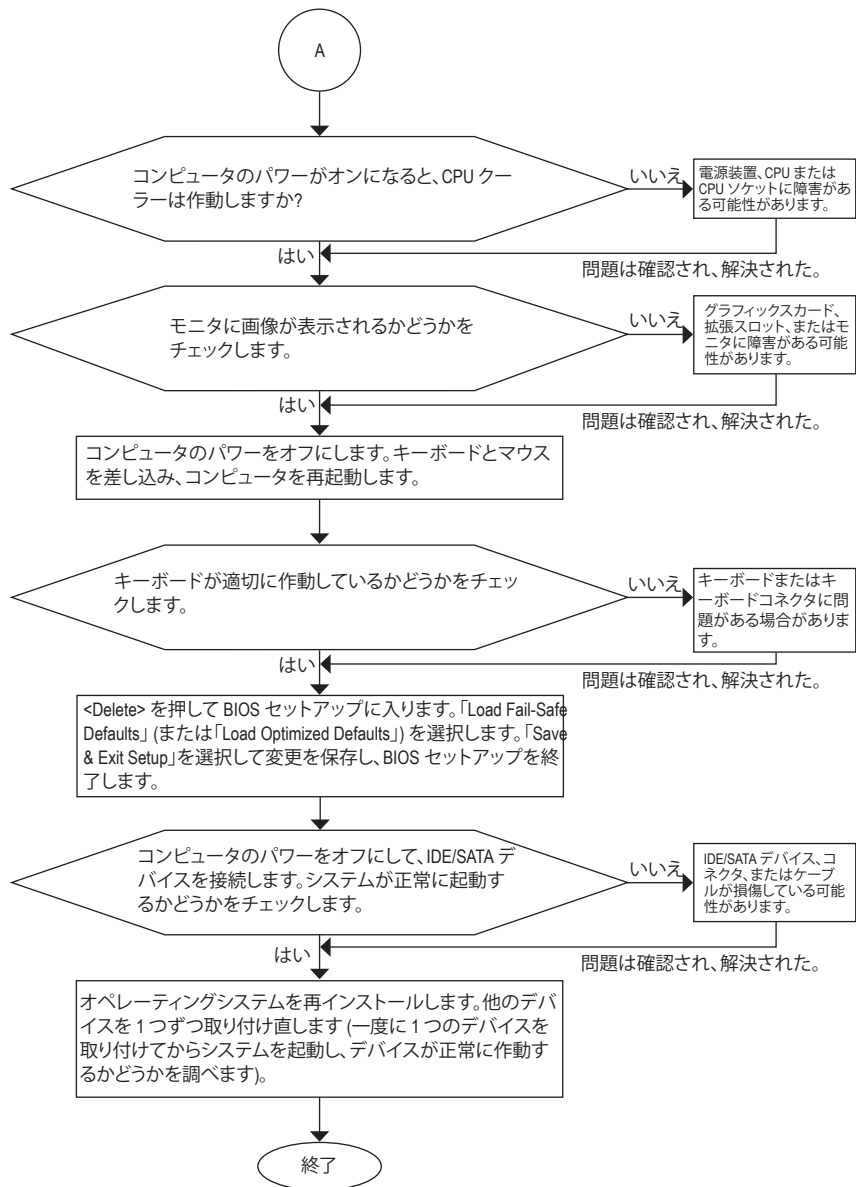 A
コンピュータのパワーがオンになると、CPU クー
ラーは作動しますか?
いいえ
電源装置、CPU または
CPU ソケットに障害があ
る可能性があります。
はい
問題は確認され、解決された。
モニタに画像が表示されるかどうかを
チェックします。
いいえ
グラフィックスカード、
拡張スロット、またはモ
ニタに障害がある可能
性があります。
はい
問題は確認され、解決された。
コンピュータのパワーをオフにします。キーボードとマウス
を差し込み、コンピュータを再起動します。
キーボードが適切に作動しているかどうかをチェッ
クします。
いいえ
キーボードまたはキ
ーボードコネクタに問
題がある場合がありま
す。
はい
問題は確認され、解決された。
<Delete> を押して BIOS セットアップに入ります。「Load Fail-Safe
Defaults」 (または「Load Optimized Defaults」) を選択します。「Save
& Exit Setup」を選択して変更を保存し、BIOS セットアップを終
了します。
コンピュータのパワーをオフにして、IDE/SATA デ
バイスを接続します。システムが正常に起動す
るかどうかをチェックします。
いいえ
IDE/SATA デバイス、コ
ネクタ、またはケーブ
ルが損傷している可能
性があります。
はい
問題は確認され、解決された。
オペレーティングシステムを再インストールします。他のデバ
イスを 1 つずつ取り付け直します (一度に 1 つのデバイスを
取り付けてからシステムを起動し、デバイスが正常に作動す
るかどうかを調べます)。
終了